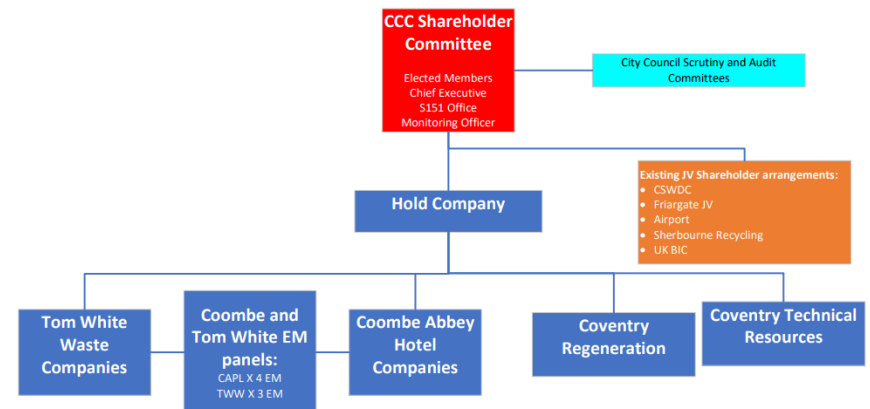 CCC Shareholder
Committee
Elected Members
Chief Executive
S151 Office
Monitoring Officer
City Council Scrutiny and Audit
Committees
Existing JV Shareholder arrangements:
• CSWDC
• Friargate JV
• Airport
• Sherbourne Recycling
• UK BIC
Hold Company
Tom White
Waste
Companies
Coombe and
Tom White EM
panels:
CAPL X 4 EM
TWW X 3 EM
Coombe Abbey
Hotel
Companies
Coventry
Regeneration
Coventry Technical
Resources